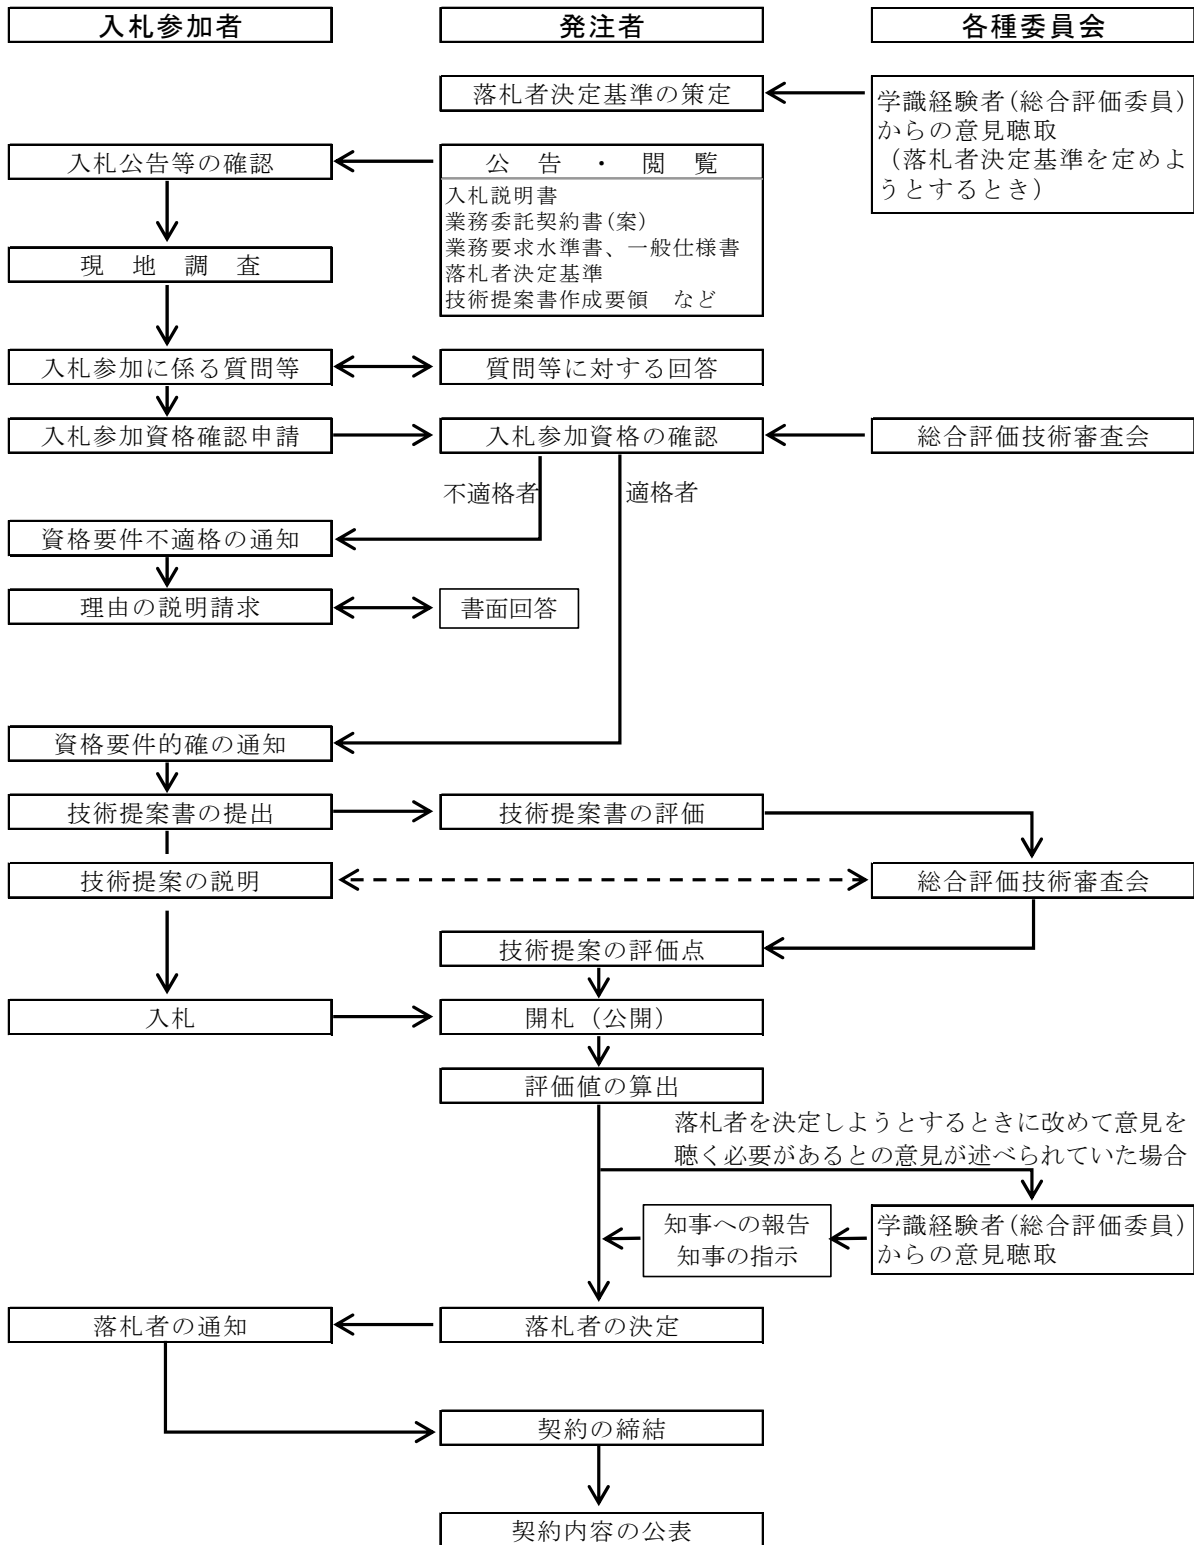 入札参加者
発注者
各種委員会
落札者決定基準の策定
学識経験者(総合評価委員)
からの意見聴取
(落札者決定基準を定めよ
うとするとき)
入札公告等の確認
公 告 ・ 閲 覧
入札説明書
業務委託契約書(案)
業務要求水準書、一般仕様書
落札者決定基準
技術提案書作成要領 など
現 地 調 査
入札参加に係る質問等
質問等に対する回答
入札参加資格確認申請
入札参加資格の確認
総合評価技術審査会
不適格者
適格者
資格要件不適格の通知
理由の説明請求
書面回答
資格要件的確の通知
技術提案書の提出
技術提案書の評価
技術提案の説明
総合評価技術審査会
技術提案の評価点
入札
開札(公開)
評価値の算出
落札者を決定しようとするときに改めて意見を
聴く必要があるとの意見が述べられていた場合
知事への報告
知事の指示
学識経験者(総合評価委員)
からの意見聴取
落札者の通知
落札者の決定
契約の締結
契約内容の公表